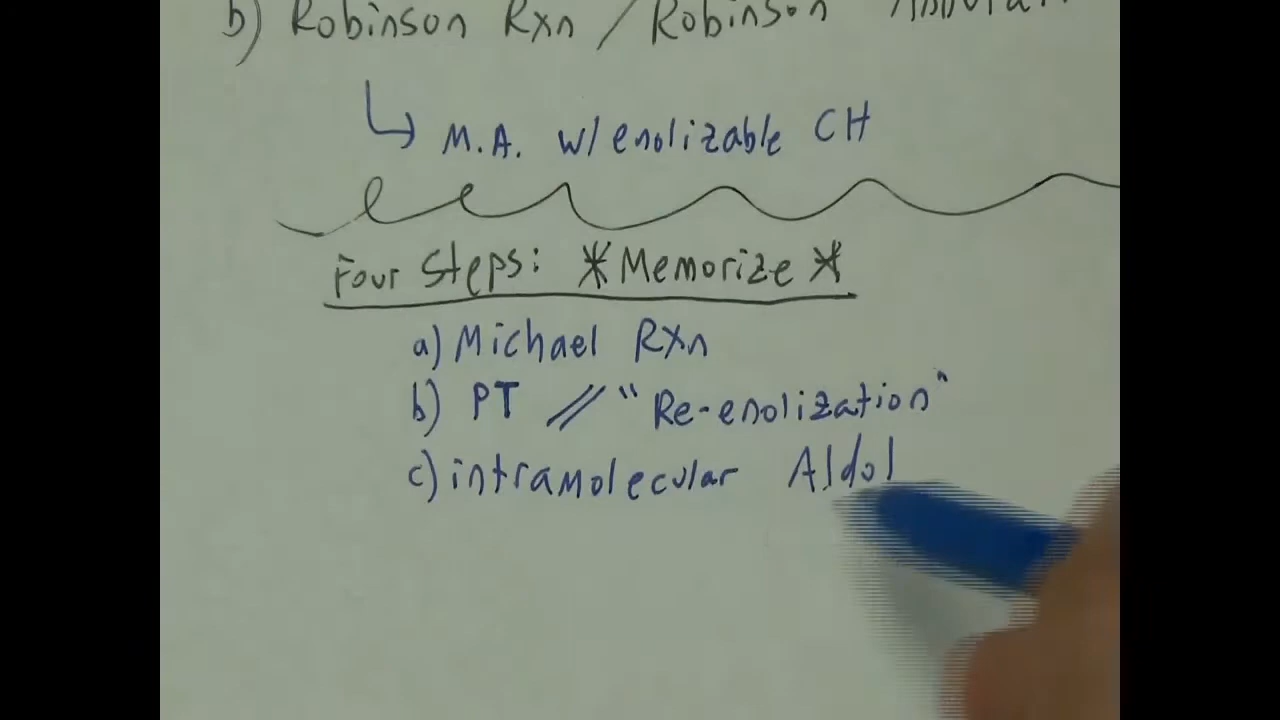 b) Robinson Rxn / Robinson
M.A. w/ enolizable CH
Four Steps: *Memorize*
a) Michael Rxn
b) PT // "Re-enolization"
c) intramolecular Aldol